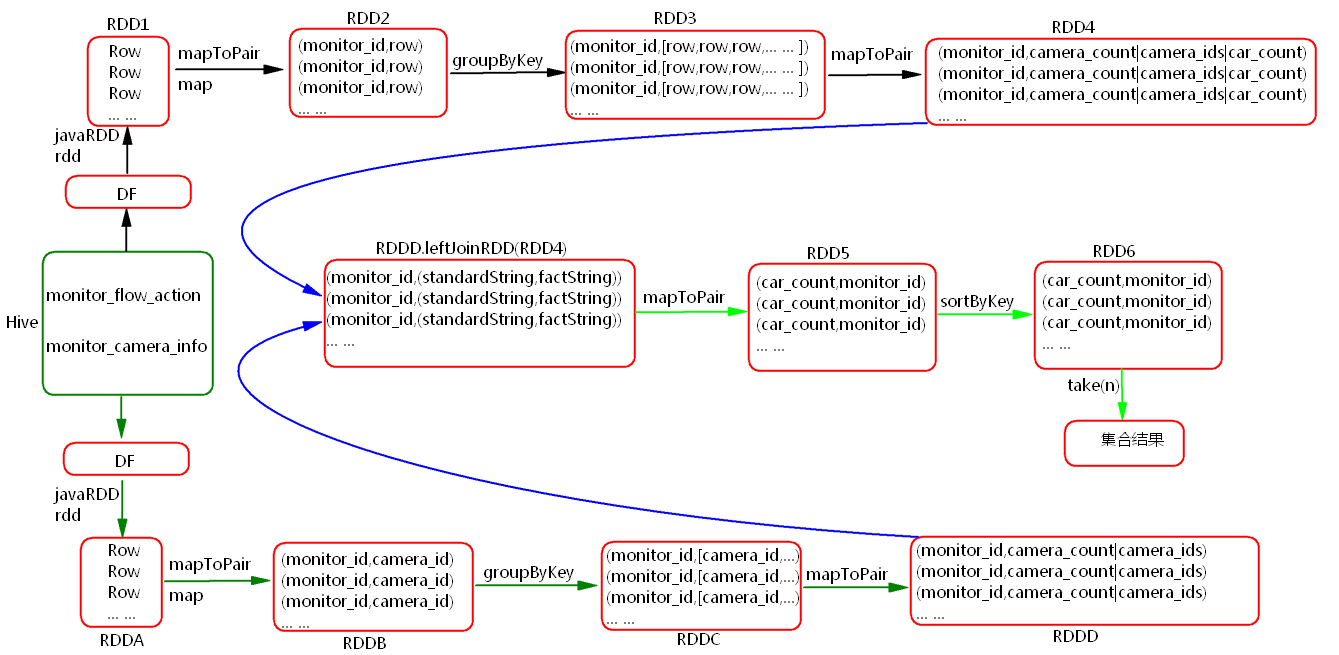 RDD1
Row
Row
Row
... ...
mapToPair
map
RDD2
(monitor_id,row)
(monitor_id,row)
(monitor_id,row)
... ...
groupByKey
RDD3
(monitor_id,[row,row,row,... ... ])
(monitor_id,[row,row,row,... ... ])
(monitor_id,[row,row,row,... ... ])
... ...
mapToPair
RDD4
(monitor_id,camera_count|camera_ids|car_count)
(monitor_id,camera_count|camera_ids|car_count)
(monitor_id,camera_count|camera_ids|car_count)
... ...
javaRDD
rdd
DF
Hive
monitor_flow_action
monitor_camera_info
RDDD.leftJoinRDD(RDD4)
(monitor_id,(standardString,factString))
(monitor_id,(standardString,factString))
(monitor_id,(standardString,factString))
... ...
mapToPair
RDD5
(car_count,monitor_id)
(car_count,monitor_id)
(car_count,monitor_id)
... ...
sortByKey
RDD6
(car_count,monitor_id)
(car_count,monitor_id)
(car_count,monitor_id)
... ...
take(n)
集合结果
DF
javaRDD
rdd
Row
Row
Row
... ...
RDDA
mapToPair
map
(monitor_id,camera_id)
(monitor_id,camera_id)
(monitor_id,camera_id)
... ...
RDDB
groupByKey
(monitor_id,[camera_id,...)
(monitor_id,[camera_id,...)
(monitor_id,[camera_id,...)
... ...
RDDC
mapToPair
(monitor_id,camera_count|camera_ids)
(monitor_id,camera_count|camera_ids)
(monitor_id,camera_count|camera_ids)
... ...
RDDD